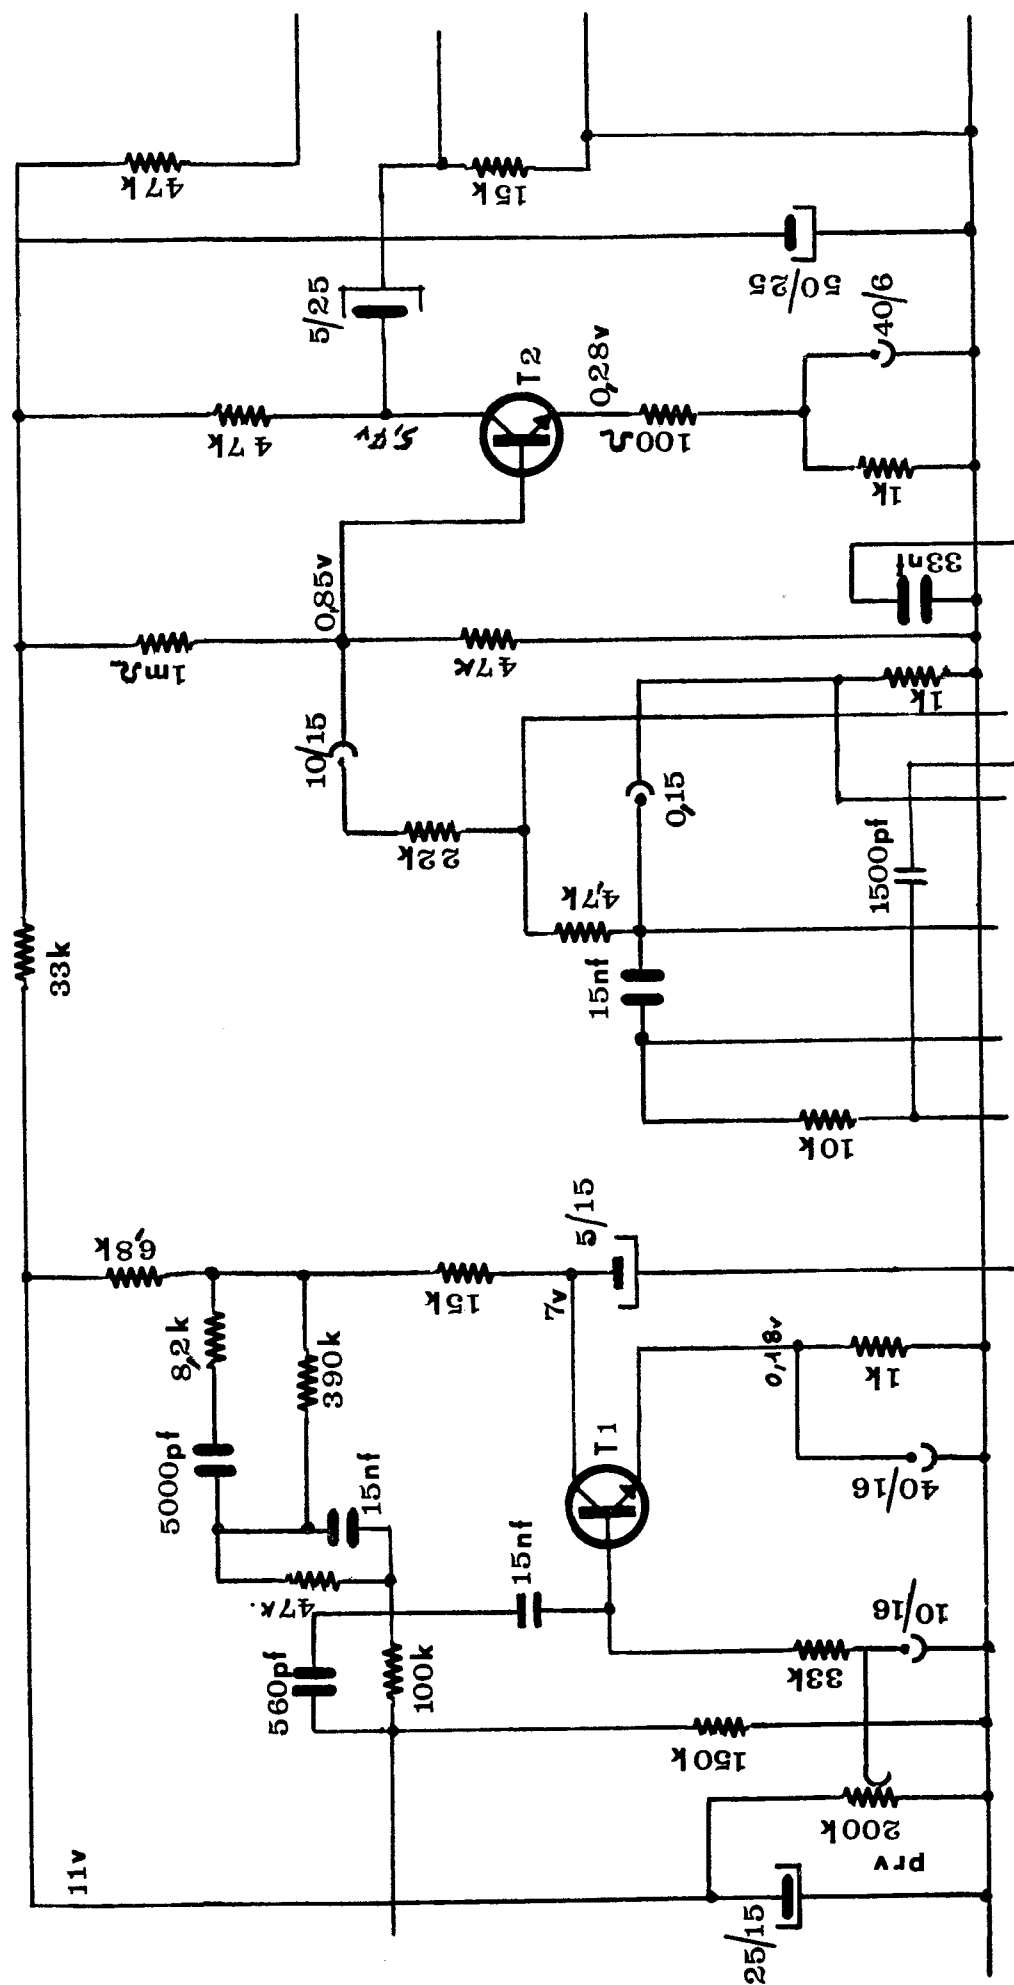 47k
15k
5/25
50/25
40/6
T2
0,28v
47k
5,7v
100Ω
1k
33nf
0,85v
1mΩ
47K
1k
10/15
0,15
22k
1500pf
4,7k
33k
15nf
10k
5/15
6,8k
15k
7v
8,2k
390k
0,18v
1k
T1
5000pf
15nf
40/16
15nf
47K.
10/16
560pf
100k
33k
150k
200k
prv
11v
25/15